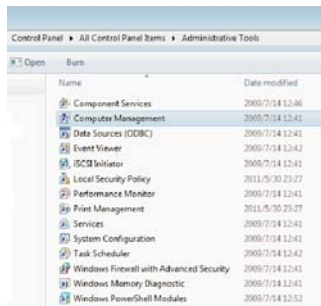 Control Panel ▸ All Control Panel Items ▸ Administrative Tools
Open Burn
Name Date modified
Component Services 2009/7/14 12:46
Computer Management 2009/7/14 12:41
Data Sources (ODBC) 2009/7/14 12:41
Event Viewer 2009/7/14 12:42
iSCSI Initiator 2009/7/14 12:41
Local Security Policy 2011/5/30 23:27
Performance Monitor 2009/7/14 12:41
Print Management 2011/5/30 23:27
Services 2009/7/14 12:41
System Configuration 2009/7/14 12:41
Task Scheduler 2009/7/14 12:42
Windows Firewall with Advanced Security 2009/7/14 12:41
Windows Memory Diagnostic 2009/7/14 12:41
Windows PowerShell Modules 2009/7/14 12:52